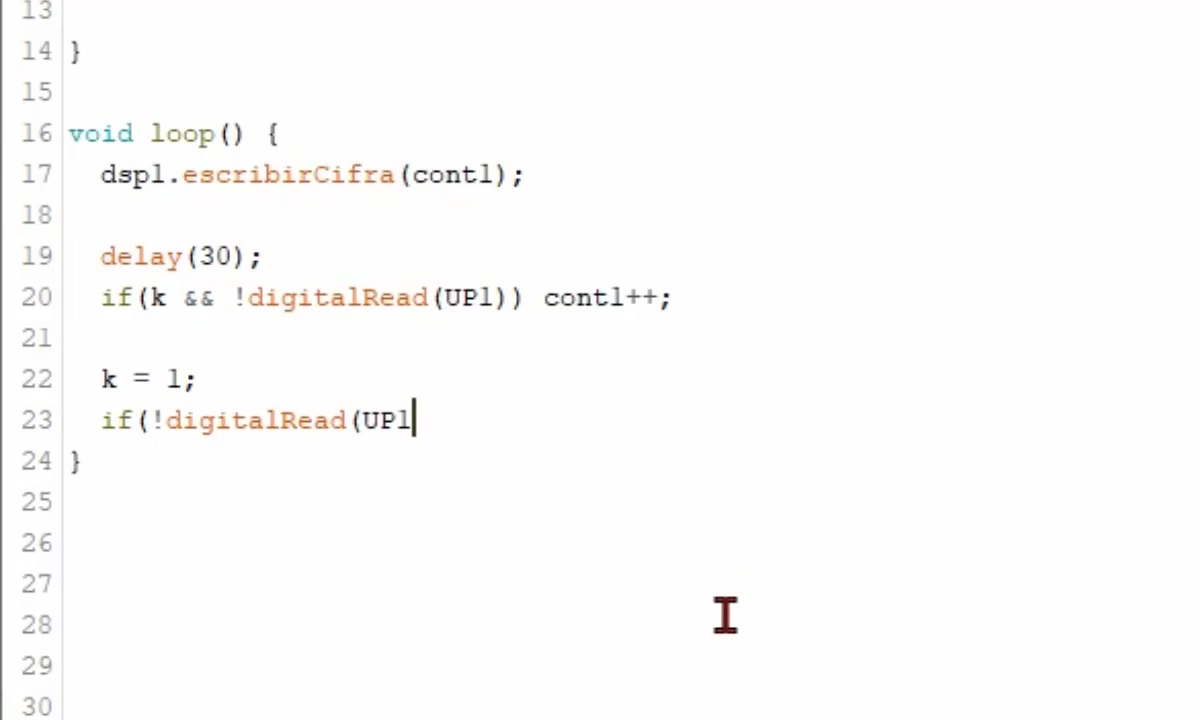 13
14 }
15
16 void loop() {
17 dsp1.escribirCifra(cont1);
18
19 delay(30);
20 if(k && !digitalRead(UP1)) cont1++;
21
22 k = 1;
23 if(!digitalRead(UP1
24 }
25
26
27
28
29
30